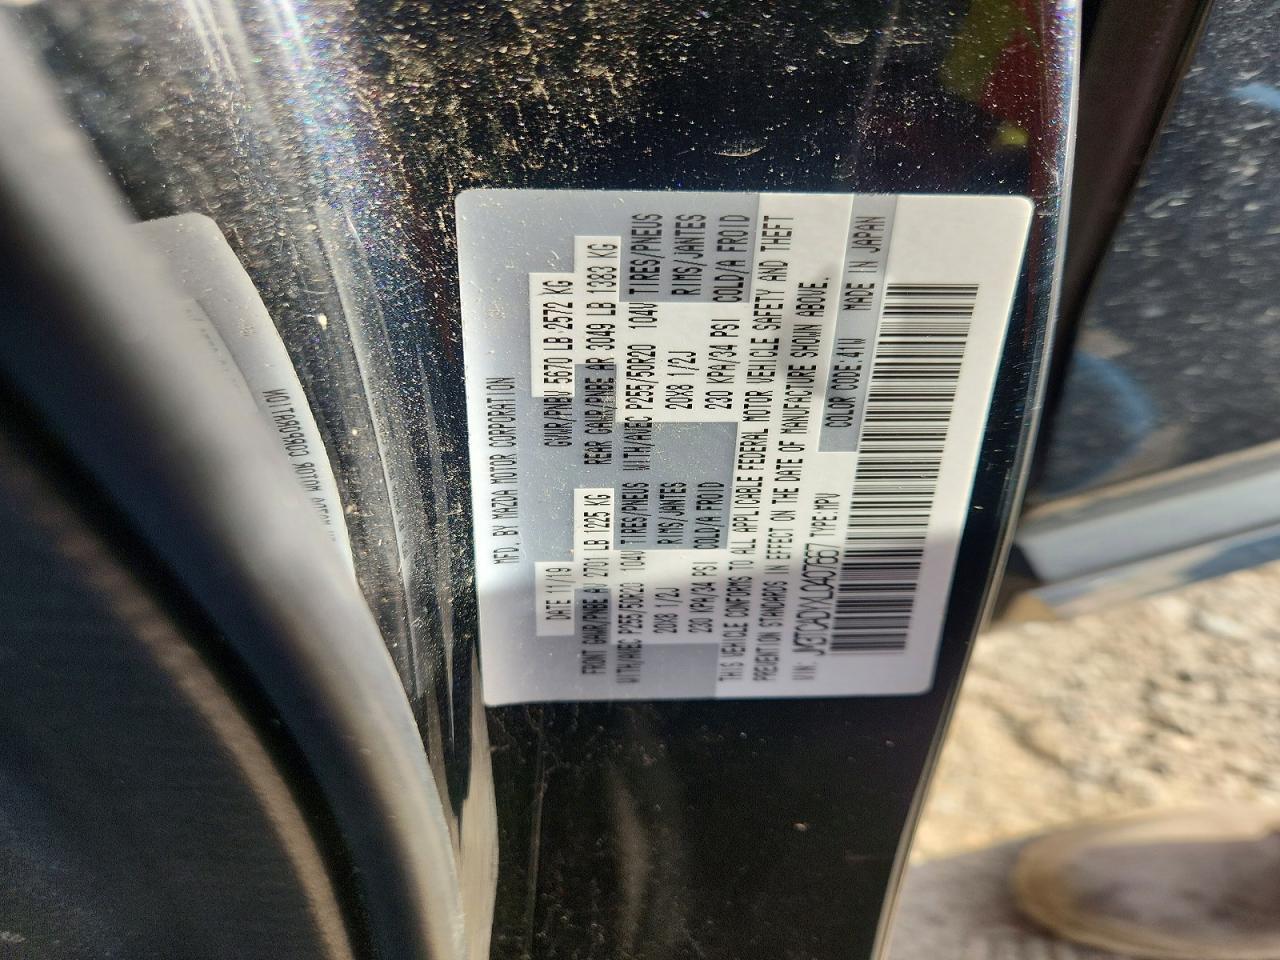 MFD. BY MAZDA MOTOR CORPORATION
DATE 11/19 GVWR/PNBV 5670 LB 2572 KG
FRONT GAWR/PNBE AV 2701 LB 1225 KG REAR GAWR/PNBE AR 3049 LB 1383 KG
WITH/AVEC P255/50R20 104V TIRES/PNEUS WITH/AVEC P255/50R20 104V TIRES/PNEUS
20X8 1/2J RIMS/JANTES 20X8 1/2J RIMS/JANTES
230 KPA/34 PSI COLD/A FROID 230 KPA/34 PSI COLD/A FROID
THIS VEHICLE CONFORMS TO ALL APPLICABLE FEDERAL MOTOR VEHICLE SAFETY AND THEFT
PREVENTION STANDARDS IN EFFECT ON THE DATE OF MANUFACTURE SHOWN ABOVE.
VIN: TYPE:MPV COLOR CODE:41W MADE IN JAPAN
MOTOR CORPORATION